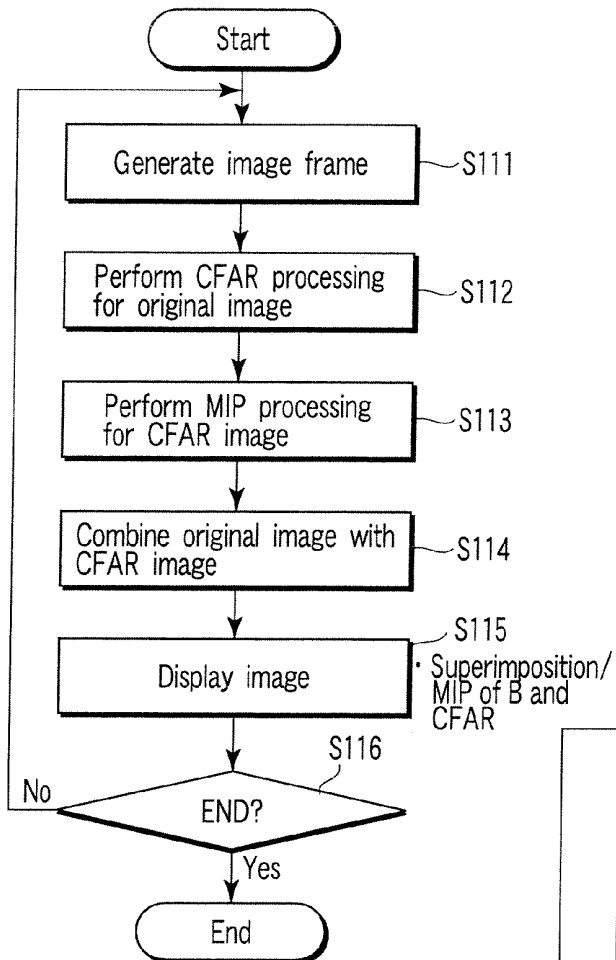 Start
Generate image frame
S111
Perform CFAR processing
for original image
S112
Perform MIP processing
for CFAR image
S113
Combine original image with
CFAR image
S114
S115
Display image
· Superimposition/
MIP of B and
CFAR
S116
No
END?
Yes
End